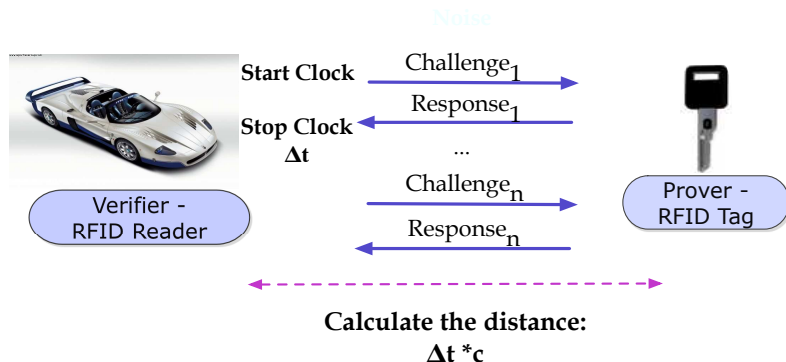 Noise
Start Clock
Challenge1
Response1
Stop Clock
Δt
...
Challengen
Responsen
Verifier -
RFID Reader
Prover -
RFID Tag
Calculate the distance:
Δt *c